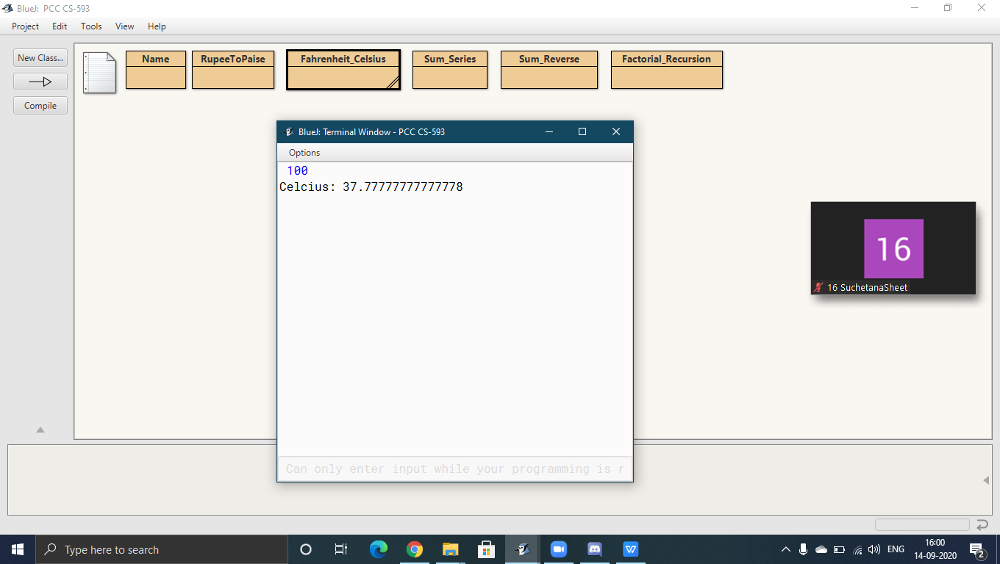 BlueJ: PCC CS-593
Project Edit Tools View Help
New Class...
Compile
Name
RupeeToPaise
Fahrenheit_Celsius
Sum_Series
Sum_Reverse
Factorial_Recursion
BlueJ: Terminal Window - PCC CS-593
Options
100
Celcius: 37.77777777777778
Can only enter input while your programming is r
16
16 SuchetanaSheet
Type here to search
W
ENG
16:00
14-09-2020
2